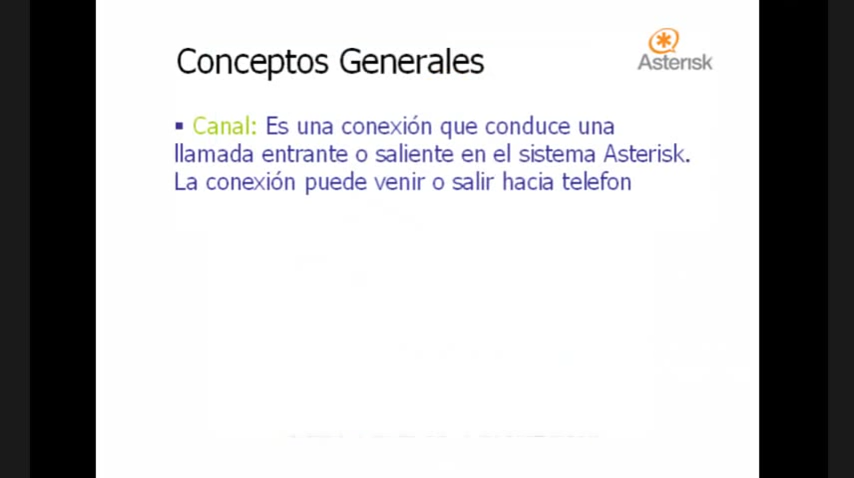 Conceptos Generales
Asterisk
▪ Canal: Es una conexión que conduce una
llamada entrante o saliente en el sistema Asterisk.
La conexión puede venir o salir hacia telefon